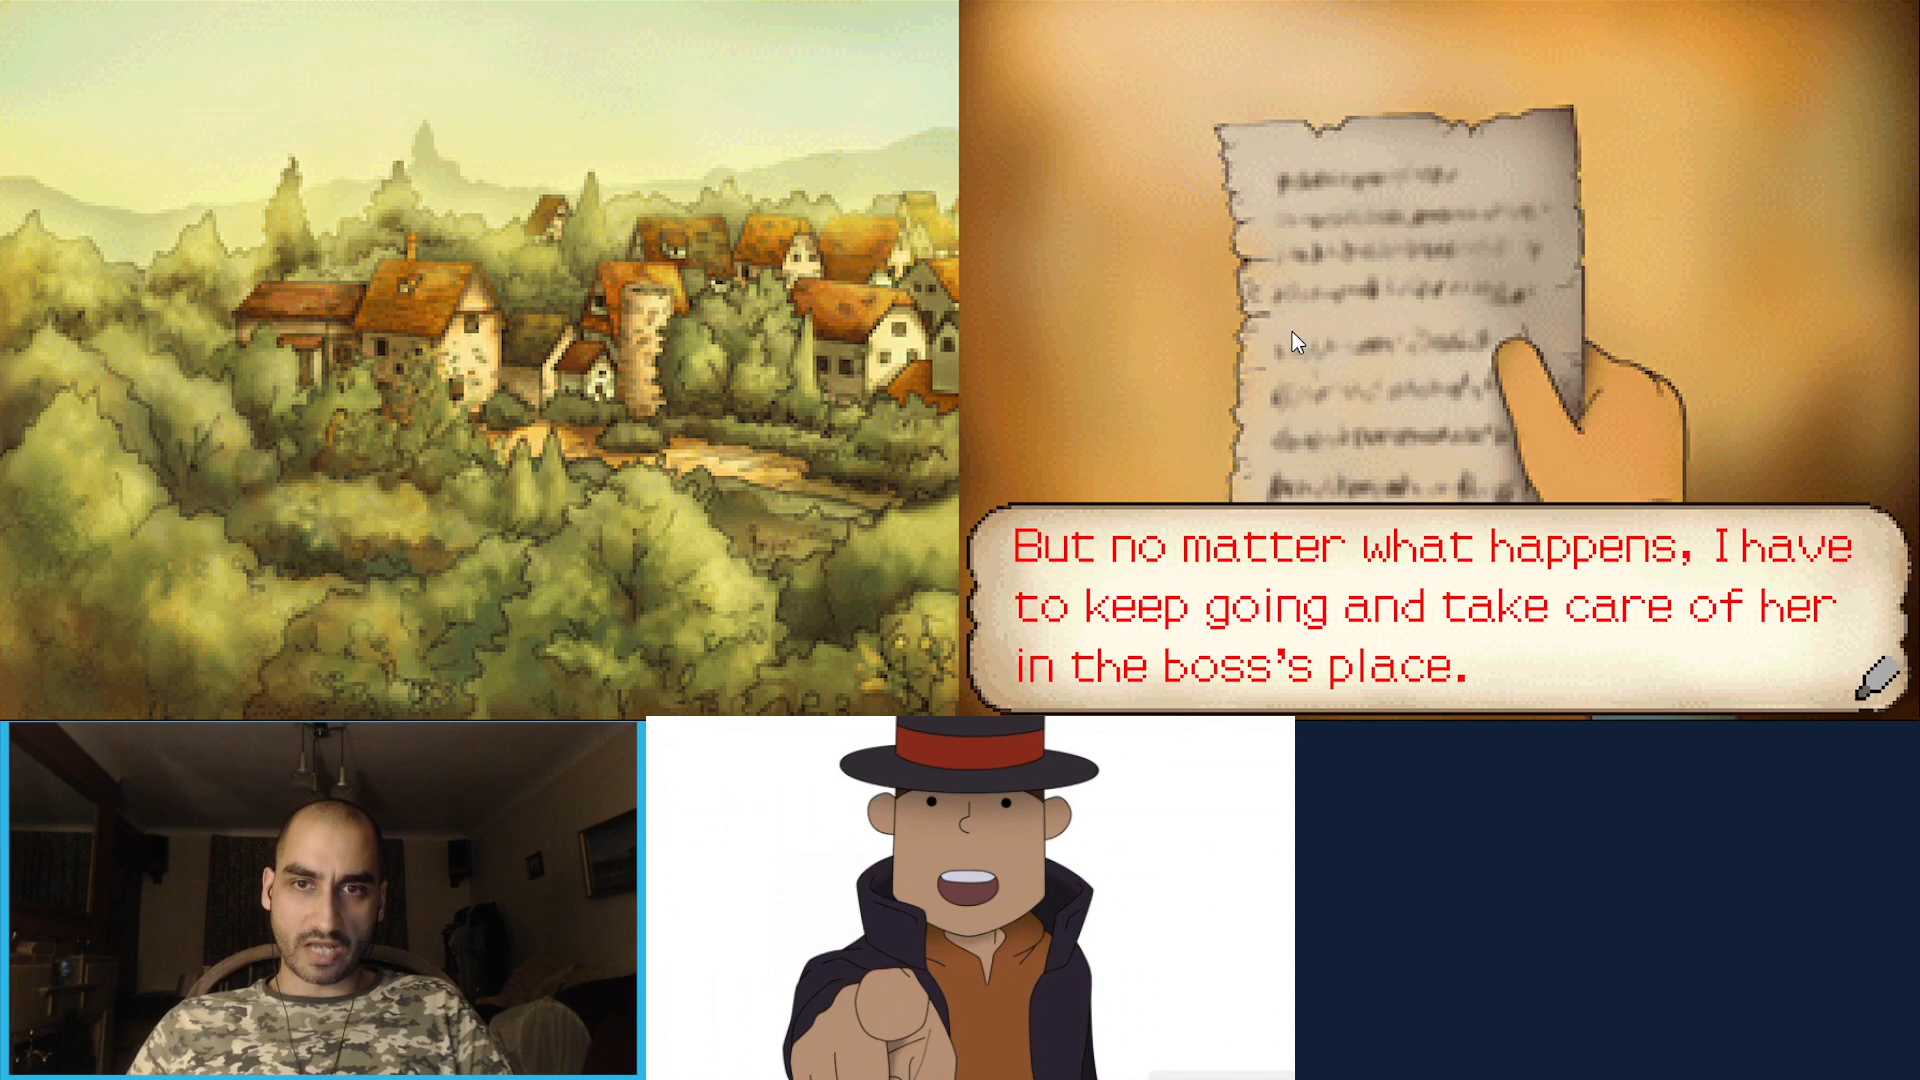 But no matter what happens, I have
to keep going and take care of her
in the boss's place.